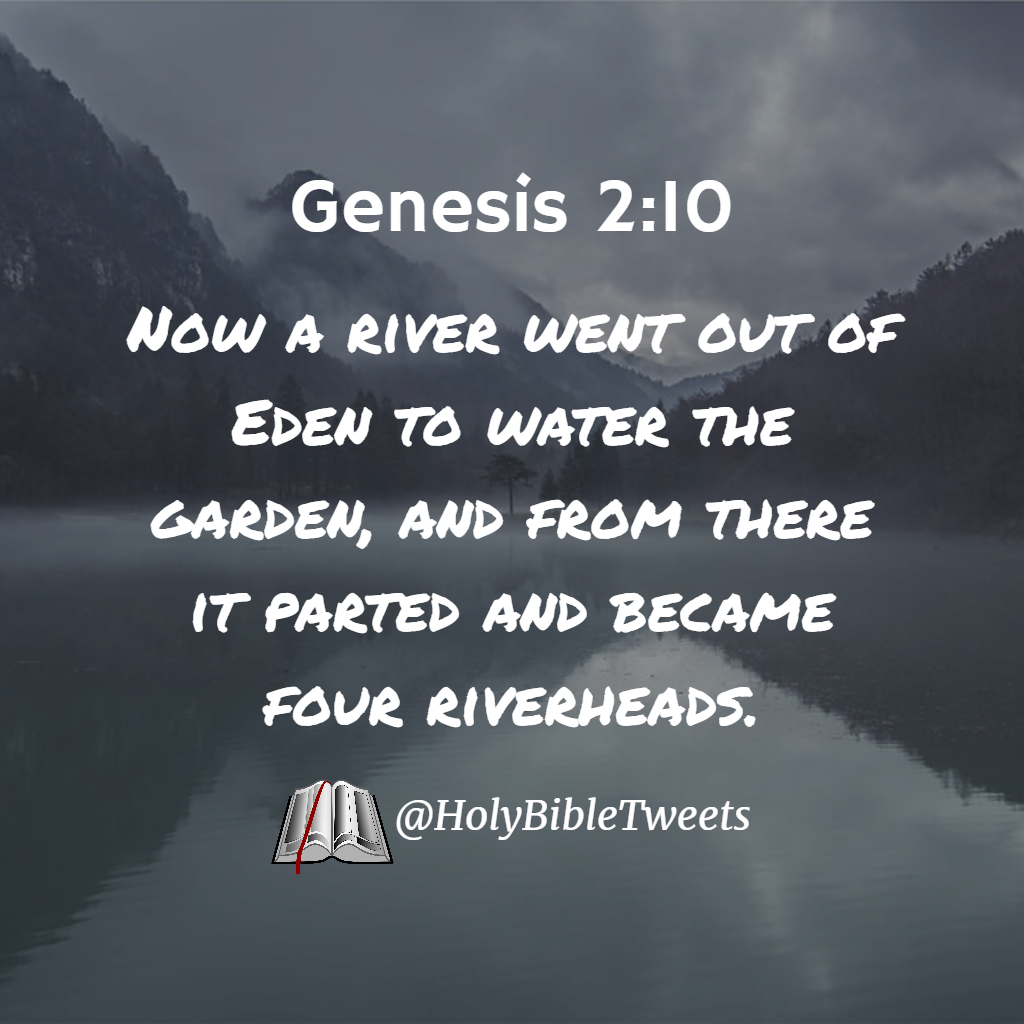 Genesis 2:10
Now a river went out of
Eden to water the
garden, and from there
it parted and became
four riverheads.
@HolyBibleTweets